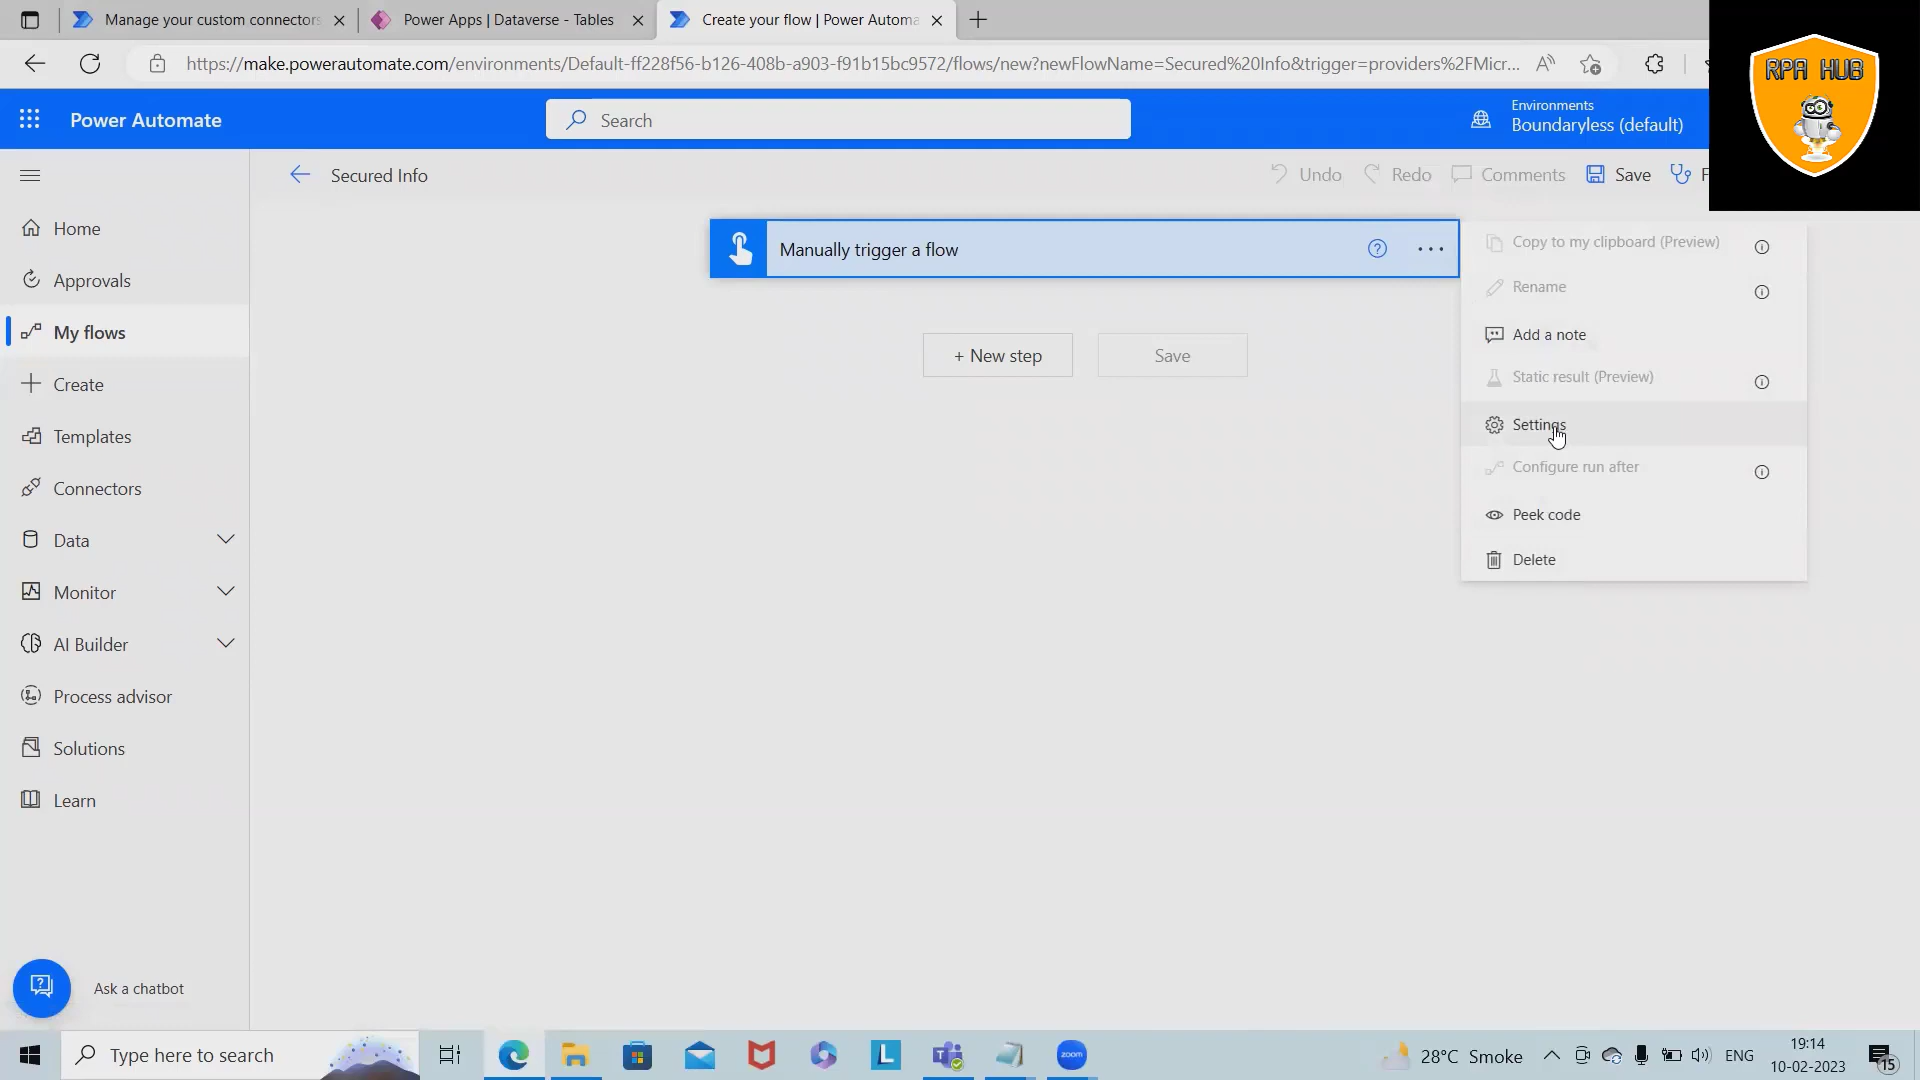 Manage your custom connectors
Power Apps | Dataverse - Tables
Create your flow | Power Automa
https://make.powerautomate.com/environments/Default-ff228f56-b126-408b-a903-f91b15bc9572/flows/new?newFlowName=Secured%20Info&trigger=providers%2FMicr...
RPA HUB
Power Automate
Search
Environments
Boundaryless (default)
Secured Info
Undo
Redo
Comments
Save
F
Home
Approvals
My flows
Create
Templates
Connectors
Data
Monitor
AI Builder
Process advisor
Solutions
Learn
Ask a chatbot
Manually trigger a flow
+ New step
Save
Copy to my clipboard (Preview)
Rename
Add a note
Static result (Preview)
Settings
Configure run after
Peek code
Delete
Type here to search
L
zoom
28°C Smoke
ENG
19:14
10-02-2023
15